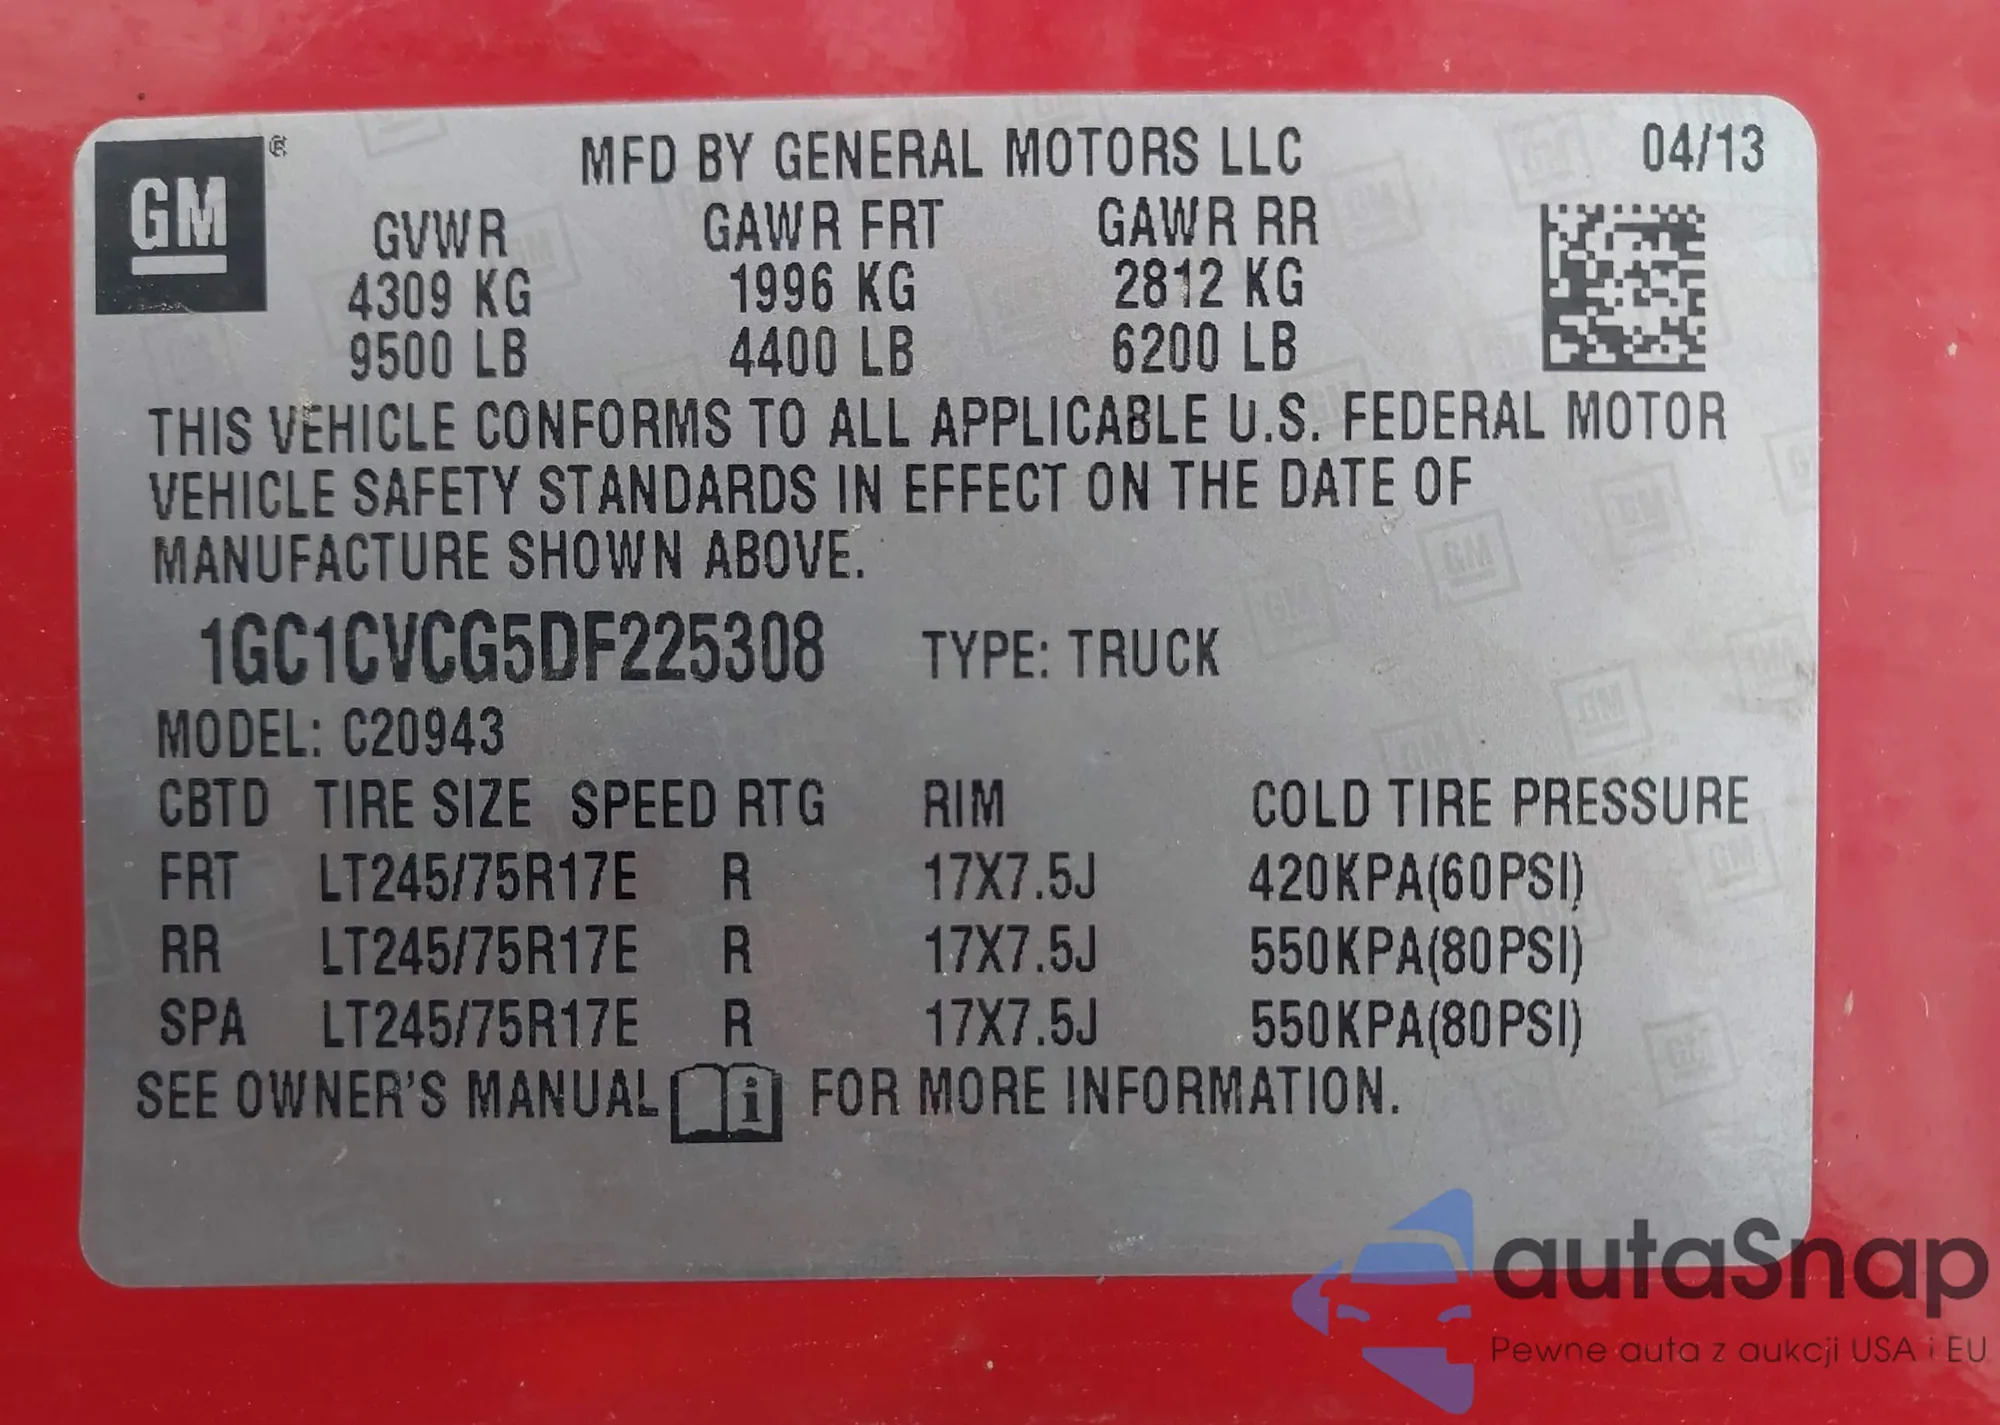 GM ®
MFD BY GENERAL MOTORS LLC 04/13
GVWR GAWR FRT GAWR RR
4309 KG 1996 KG 2812 KG
9500 LB 4400 LB 6200 LB
THIS VEHICLE CONFORMS TO ALL APPLICABLE U.S. FEDERAL MOTOR
VEHICLE SAFETY STANDARDS IN EFFECT ON THE DATE OF
MANUFACTURE SHOWN ABOVE.
1GC1CVCG5DF225308 TYPE: TRUCK
MODEL: C20943
CBTD TIRE SIZE SPEED RTG RIM COLD TIRE PRESSURE
FRT LT245/75R17E R 17X7.5J 420KPA(60PSI)
RR LT245/75R17E R 17X7.5J 550KPA(80PSI)
SPA LT245/75R17E R 17X7.5J 550KPA(80PSI)
SEE OWNER'S MANUAL i FOR MORE INFORMATION.
autaSnap
Pewne auta z aukcji USA i EU